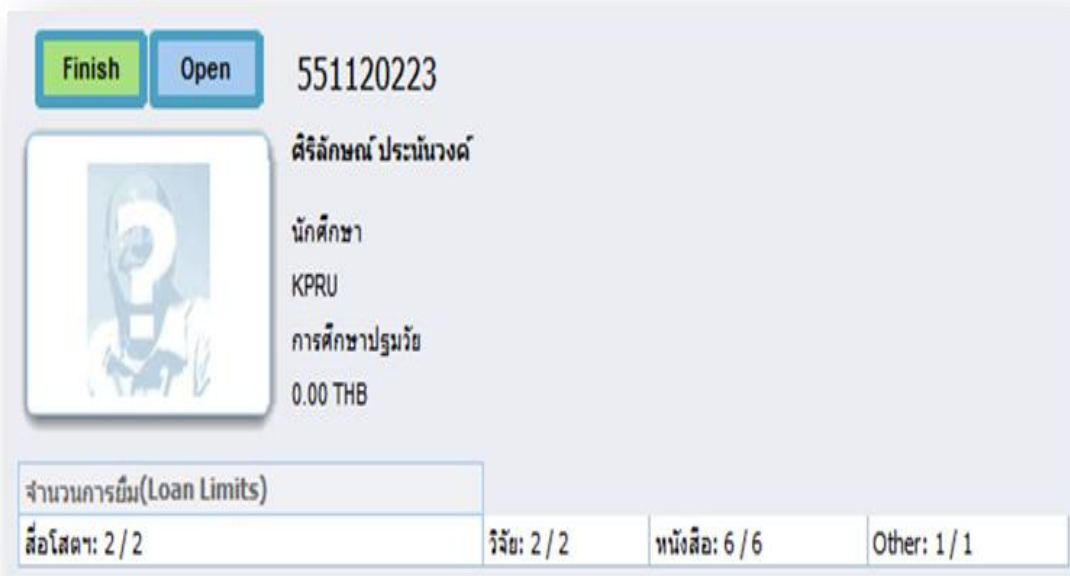 Finish Open 551120223
ศิริลักษณ์ ประนันวงค์
นักศึกษา
KPRU
การศึกษาปฐมวัย
0.00 THB
จำนวนการยืม(Loan Limits)
สื่อโสตฯ: 2 / 2 วิจัย: 2 / 2 หนังสือ: 6 / 6 Other: 1 / 1